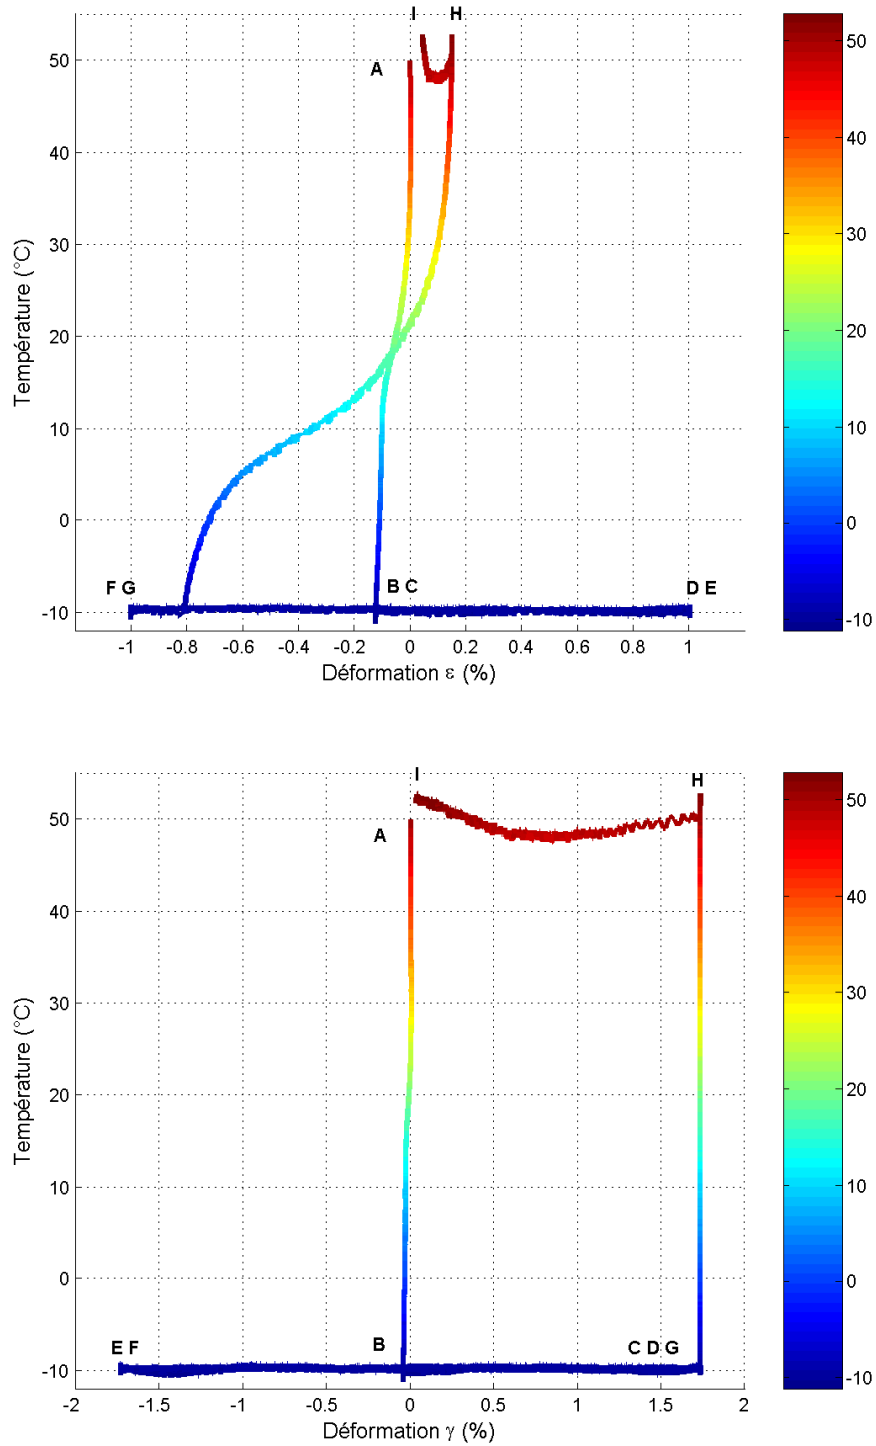 I H
50
A
40
30
20
10
0
F G
B C
D E
-10
-1 -0.8 -0.6 -0.4 -0.2 0 0.2 0.4 0.6 0.8 1
Déformation ε (%)
Température (°C)
50
40
30
20
10
0
-10
I
H
50
A
40
30
20
10
0
E F
B
C D G
-10
-2 -1.5 -1 -0.5 0 0.5 1 1.5 2
Déformation γ (%)
Température (°C)
50
40
30
20
10
0
-10